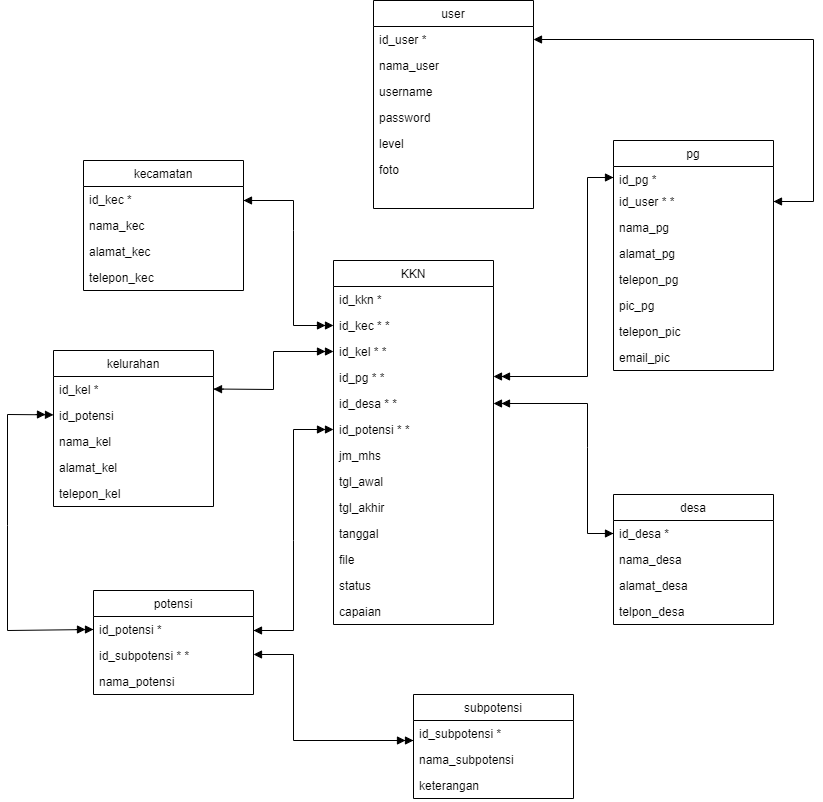 user
id_user *
nama_user
username
password
level
foto
pg
id_pg *
id_user * *
nama_pg
alamat_pg
telepon_pg
pic_pg
telepon_pic
email_pic
kecamatan
id_kec *
nama_kec
alamat_kec
telepon_kec
KKN
id_kkn *
id_kec * *
id_kel * *
id_pg * *
id_desa * *
id_potensi * *
jm_mhs
tgl_awal
tgl_akhir
tanggal
file
status
capaian
kelurahan
id_kel *
id_potensi
nama_kel
alamat_kel
telepon_kel
desa
id_desa *
nama_desa
alamat_desa
telpon_desa
potensi
id_potensi *
id_subpotensi * *
nama_potensi
subpotensi
id_subpotensi *
nama_subpotensi
keterangan